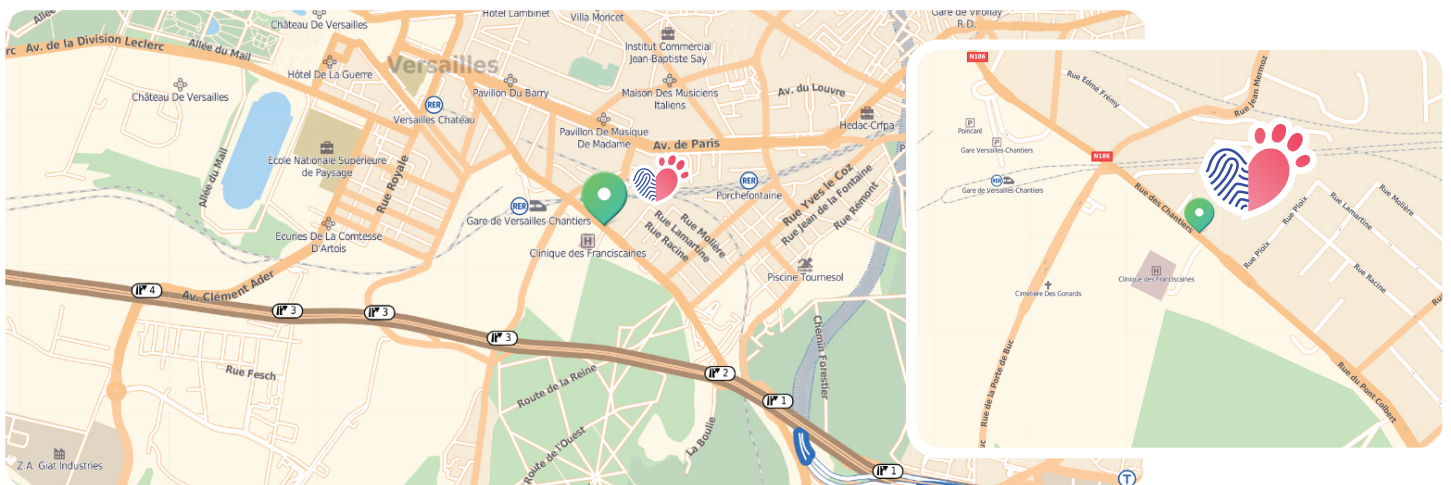 Allée
Château De Versailles
Hôtel Lambinet
Villa Moricet
Gare de Viroflay
R.D.
rc Av. de la Division Leclerc
Allée du Mail
Hôtel De La Guerre
Versailles
Institut Commercial
Jean-Baptiste Say
Château De Versailles
RER
Versailles Chateau
Pavillon Du Barry
Maison Des Musiciens
Italiens
Av. du Louvre
Hedac-Crfpa
Pavillon De Musique
De Madame
Av. de Paris
Ecole Nationale Supérieure
de Paysage
Allée du Mail
Rue Royale
RER
Gare de Versailles-Chantiers
RER
Porchefontaine
Rue Yves le Coz
Rue Jean de la Fontaine
Rue Rémont
Rue Molière
Rue Lamartine
Rue Racine
Écuries De La Comtesse
D'Artois
H
Clinique des Franciscaines
Piscine Tournesol
Av. Clément Ader
4
3
3
3
2
1
1
Rue Fesch
Route de la Reine
Route de l'Ouest
La Boulie
Chemin Forestier
Z.A. Giat Industries
T
N186
Rue Edmé Frémy
Rue Jean Mermoz
P
Poincaré
P
Gare Versailles-Chantiers
N186
RER
Gare de Versailles-Chantiers
Rue des Chantiers
Rue Ploix
Rue Ploix
Rue Lamartine
Rue Molière
Rue Racine
H
Clinique des Franciscaines
Cimetière Des Gonards
Rue de la Porte de Buc
uc
Rue du Pont Colbert